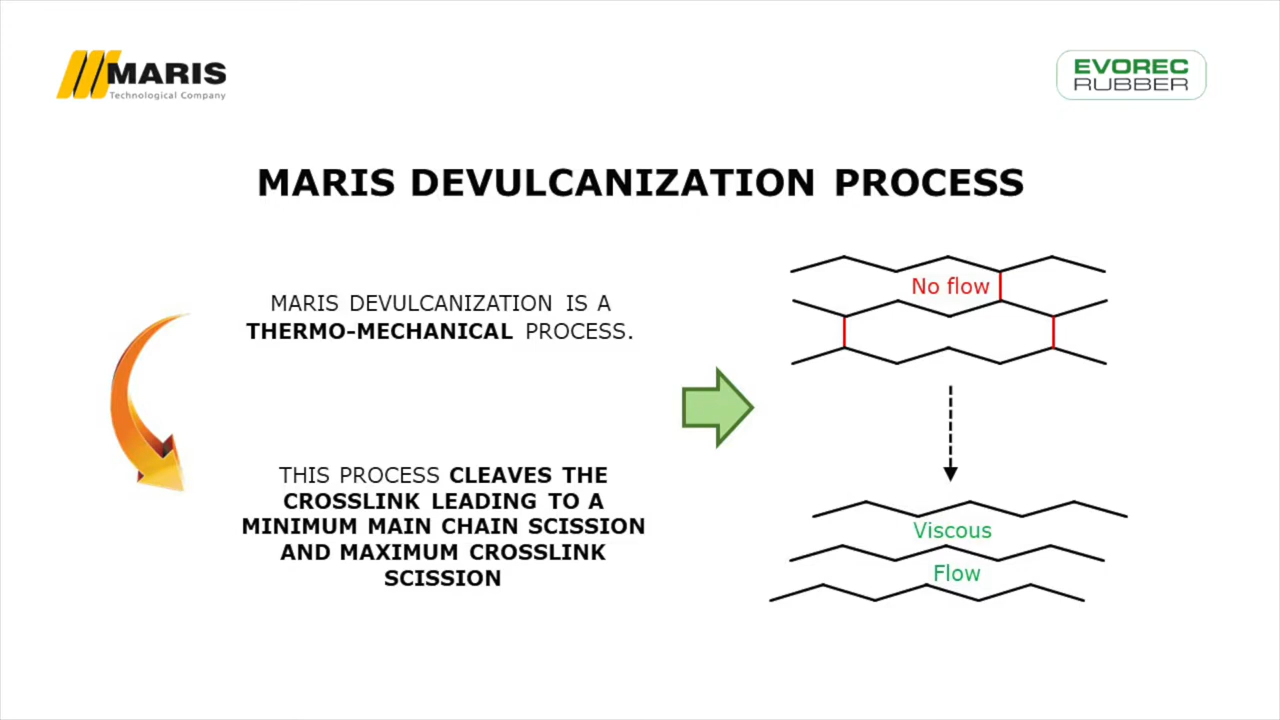 MARIS
Technological Company
EVOREC
RUBBER
MARIS DEVULCANIZATION PROCESS
MARIS DEVULCANIZATION IS A
THERMO-MECHANICAL PROCESS.
THIS PROCESS CLEAVES THE
CROSSLINK LEADING TO A
MINIMUM MAIN CHAIN SCISSION
AND MAXIMUM CROSSLINK
SCISSION
No flow
Viscous
Flow